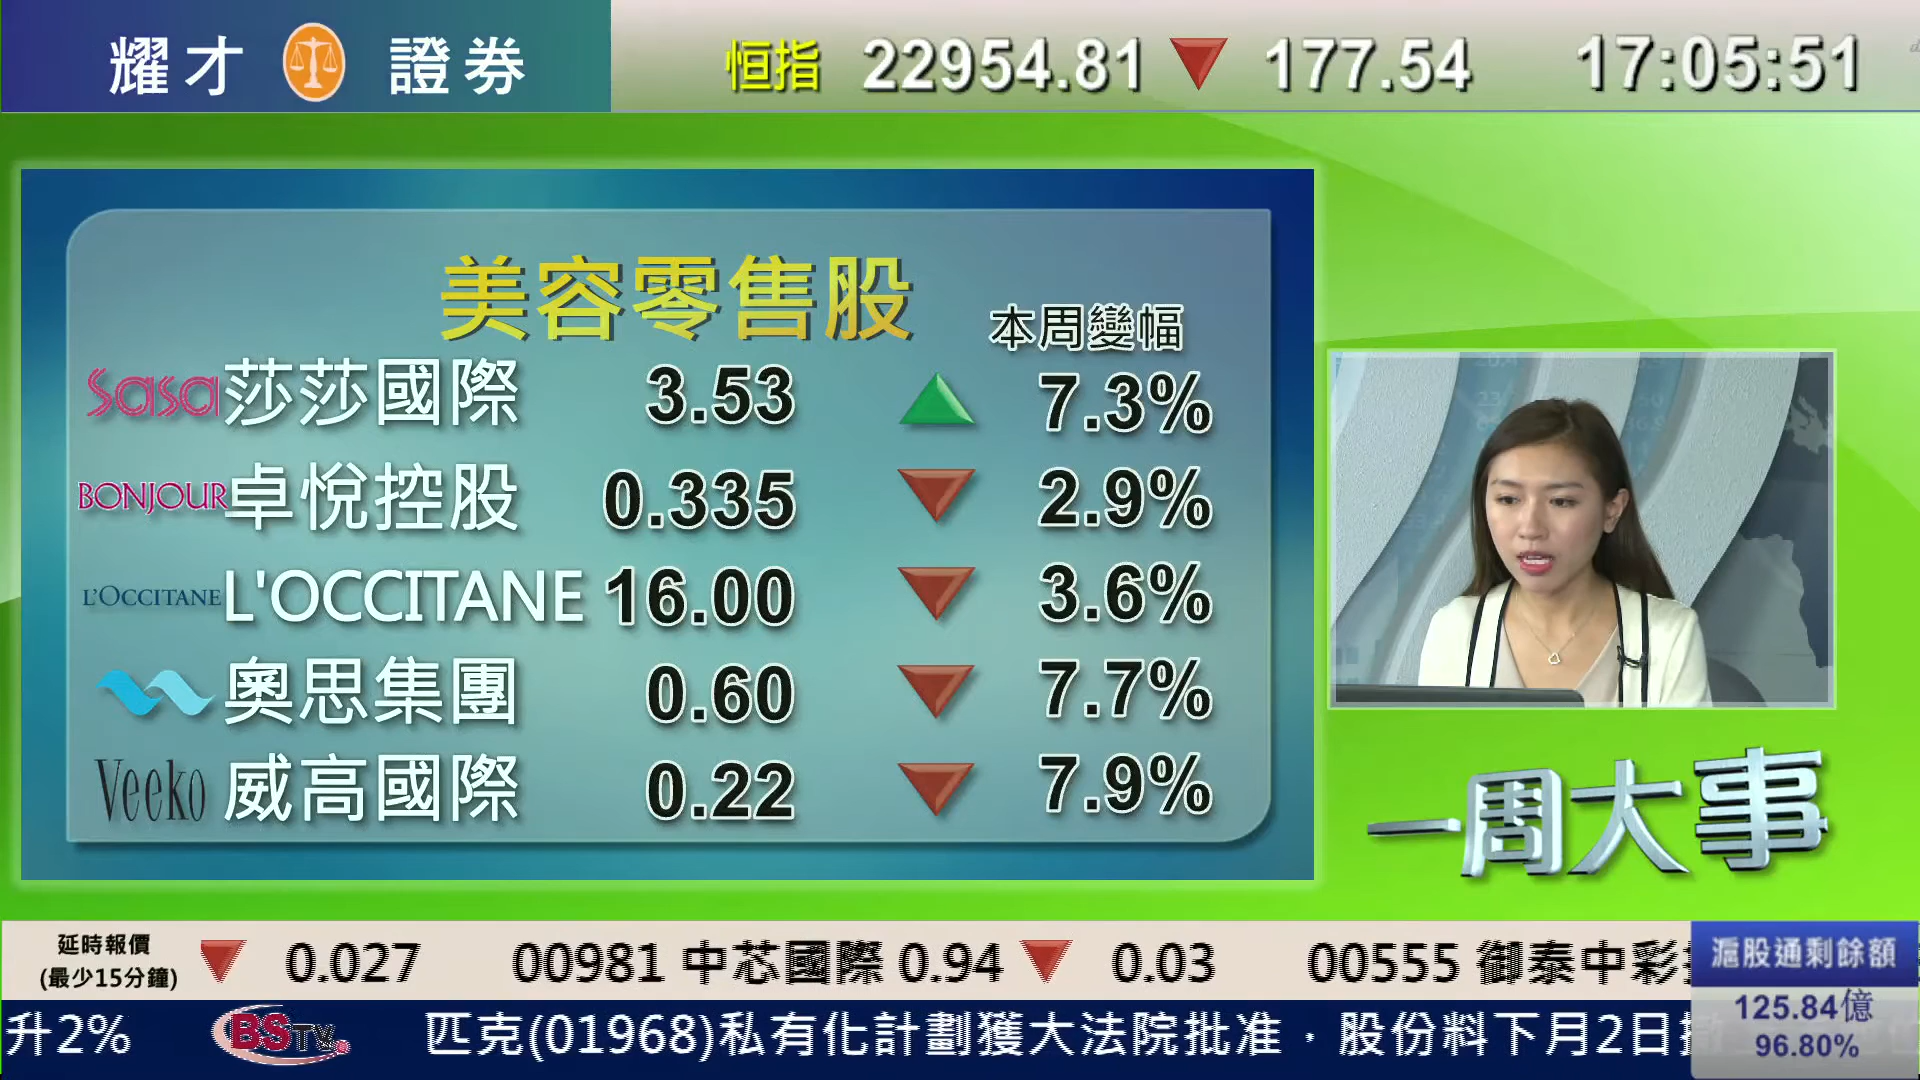 耀才 證券
恒指 22954.81 ▼ 177.54 17:05:51
美容零售股
本周變幅
Sasa 莎莎國際 3.53 ▲ 7.3%
BONJOUR 卓悅控股 0.335 ▼ 2.9%
L'OCCITANE L'OCCITANE 16.00 ▼ 3.6%
奧思集團 0.60 ▼ 7.7%
Veeko 威高國際 0.22 ▼ 7.9%
一周大事
延時報價
(最少15分鐘)
▼ 0.027 00981 中芯國際 0.94 ▼ 0.03 00555 御泰中彩
滬股通剩餘額
125.84億
96.80%
升2% BSTV 匹克(01968)私有化計劃獲大法院批准，股份料下月2日